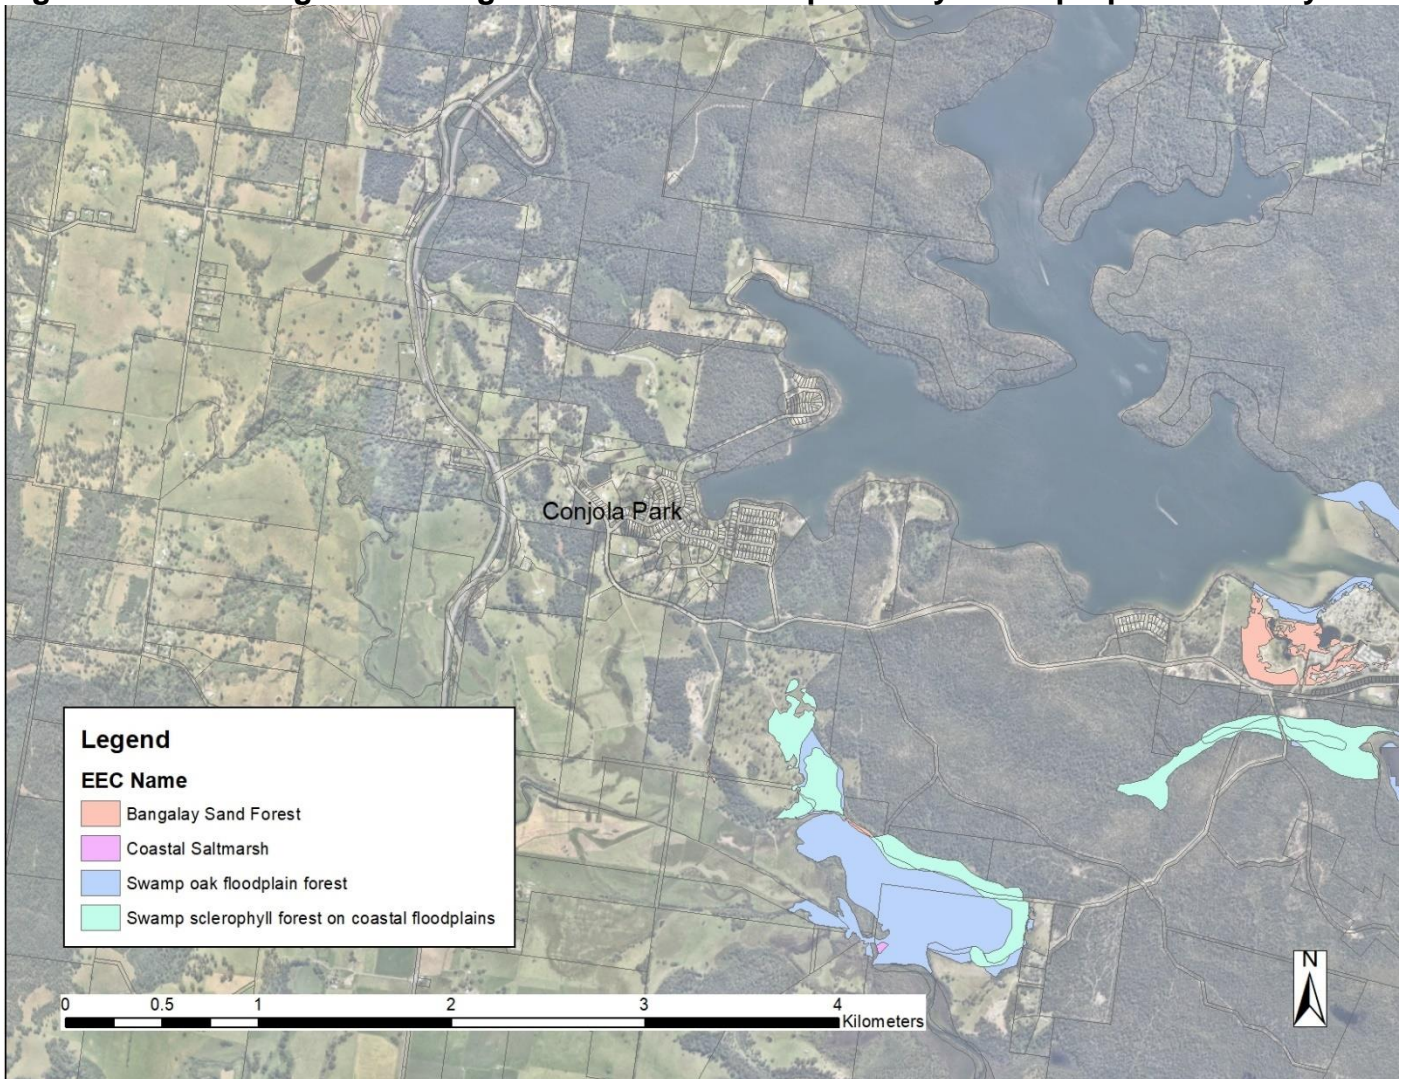 Conjola Park
Legend
EEC Name
Bangalay Sand Forest
Coastal Saltmarsh
Swamp oak floodplain forest
Swamp sclerophyll forest on coastal floodplains
N
0 0.5 1 2 3 4
Kilometers